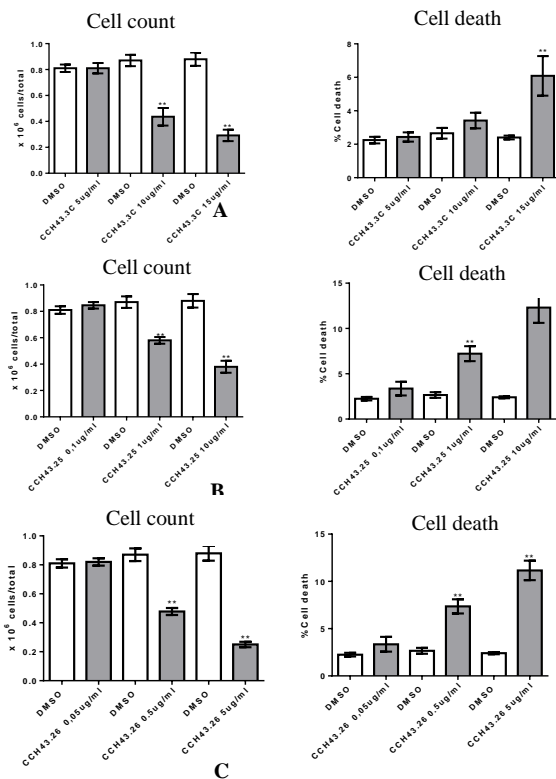 Cell count
x 10⁶ cells/total
1.0
0.8
0.6
0.4
0.2
0.0
**
**
DMSO
CCH43.3C 5ug/ml
DMSO
CCH43.3C 10ug/ml
DMSO
CCH43.3C 15ug/ml
Cell death
%Cell death
8
6
4
2
0
**
DMSO
CCH43.3C 5ug/ml
DMSO
CCH43.3C 10ug/ml
DMSO
CCH43.3C 15ug/ml
A
Cell count
x 10⁶ cells/total
1.0
0.8
0.6
0.4
0.2
0.0
**
**
DMSO
CCH43.25 0,1ug/ml
DMSO
CCH43.25 1ug/ml
DMSO
CCH43.25 10ug/ml
Cell death
%Cell death
15
10
5
0
**
DMSO
CCH43.25 0,1ug/ml
DMSO
CCH43.25 1ug/ml
DMSO
CCH43.25 10ug/ml
B
Cell count
x 10⁶ cells/total
1.0
0.8
0.6
0.4
0.2
0.0
**
**
DMSO
CCH43.26 0,05ug/ml
DMSO
CCH43.26 0.5ug/ml
DMSO
CCH43.26 5ug/ml
Cell death
%Cell death
15
10
5
0
**
**
DMSO
CCH43.26 0,05ug/ml
DMSO
CCH43.26 0.5ug/ml
DMSO
CCH43.26 5ug/ml
C